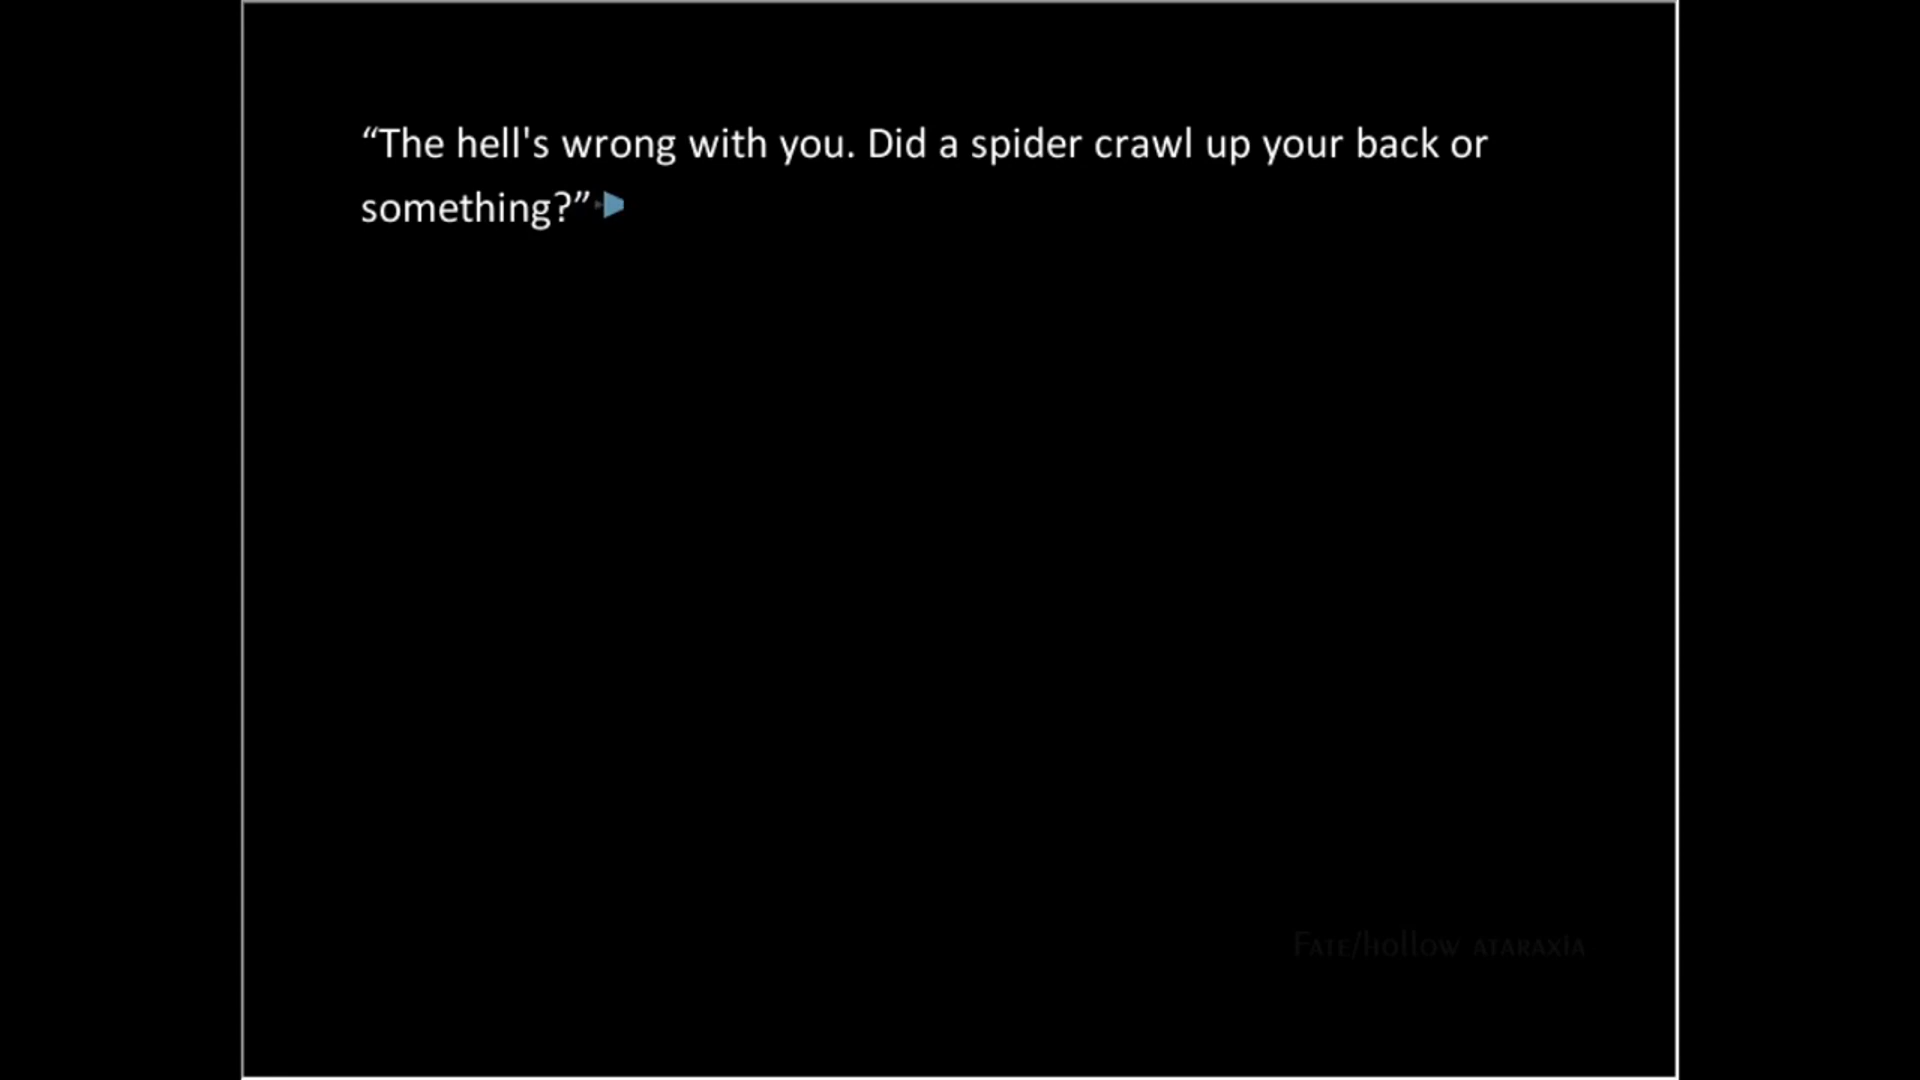 “The hell's wrong with you. Did a spider crawl up your back or
something?”
Fate/hollow ataraxia